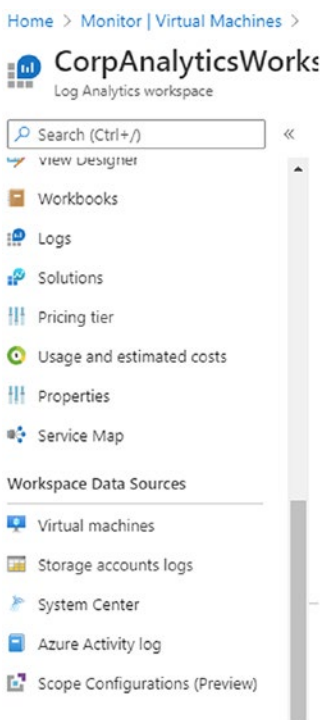 Home > Monitor | Virtual Machines >
CorpAnalyticsWorks
Log Analytics workspace
Search (Ctrl+/)
«
View Designer
Workbooks
Logs
Solutions
Pricing tier
Usage and estimated costs
Properties
Service Map
Workspace Data Sources
Virtual machines
Storage accounts logs
System Center
Azure Activity log
Scope Configurations (Preview)